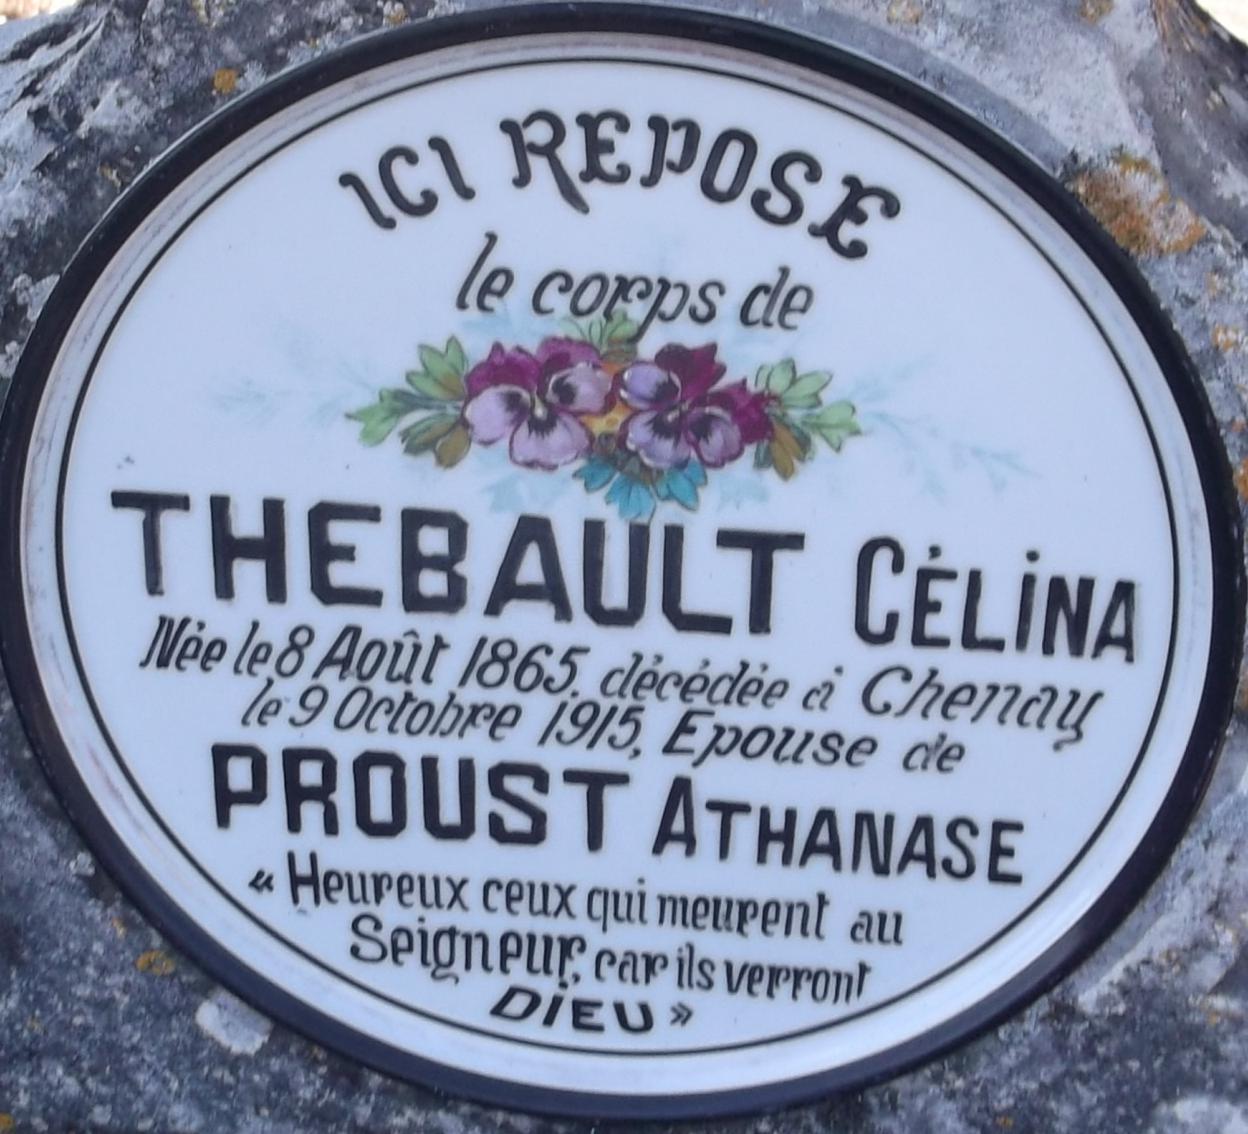 ICI REPOSE
le corps de
THEBAULT CÉLINA
Née le 8 Août 1865, décédée à Chenay
le 9 Octobre 1915, Epouse de
PROUST ATHANASE
« Heureux ceux qui meurent au
Seigneur, car ils verront
DIEU »